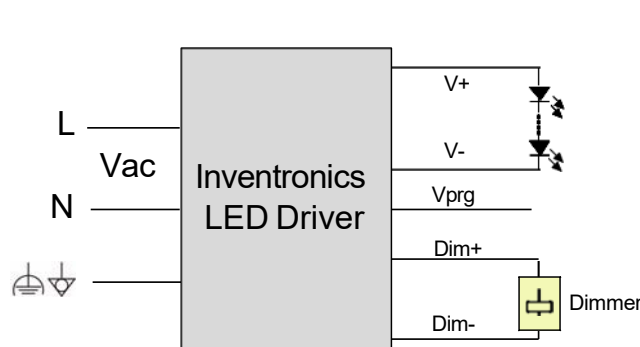 L
Vac
N
Inventronics
LED Driver
V+
V-
Vprg
Dim+
Dimmer
Dim-